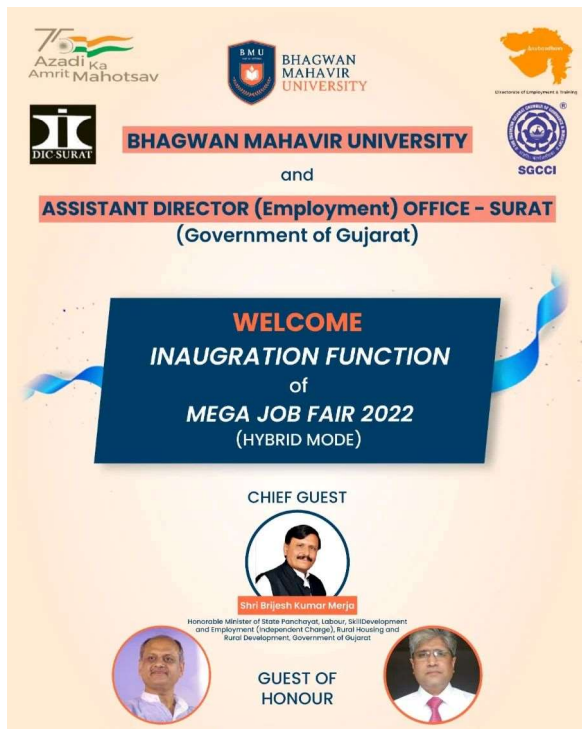 75
Azadi Ka
Amrit Mahotsav
BMU
BHAGWAN
MAHAVIR
UNIVERSITY
Directorate of Employment & Training
DIC-SURAT
®
SGCCI
BHAGWAN MAHAVIR UNIVERSITY
and
ASSISTANT DIRECTOR (Employment) OFFICE - SURAT
(Government of Gujarat)
WELCOME
INAUGRATION FUNCTION
of
MEGA JOB FAIR 2022
(HYBRID MODE)
CHIEF GUEST
Shri Brijesh Kumar Merja
Honorable Minister of State Panchayat, Labour, SkillDevelopment
and Employment (Independent Charge), Rural Housing and
Rural Development, Government of Gujarat
GUEST OF
HONOUR